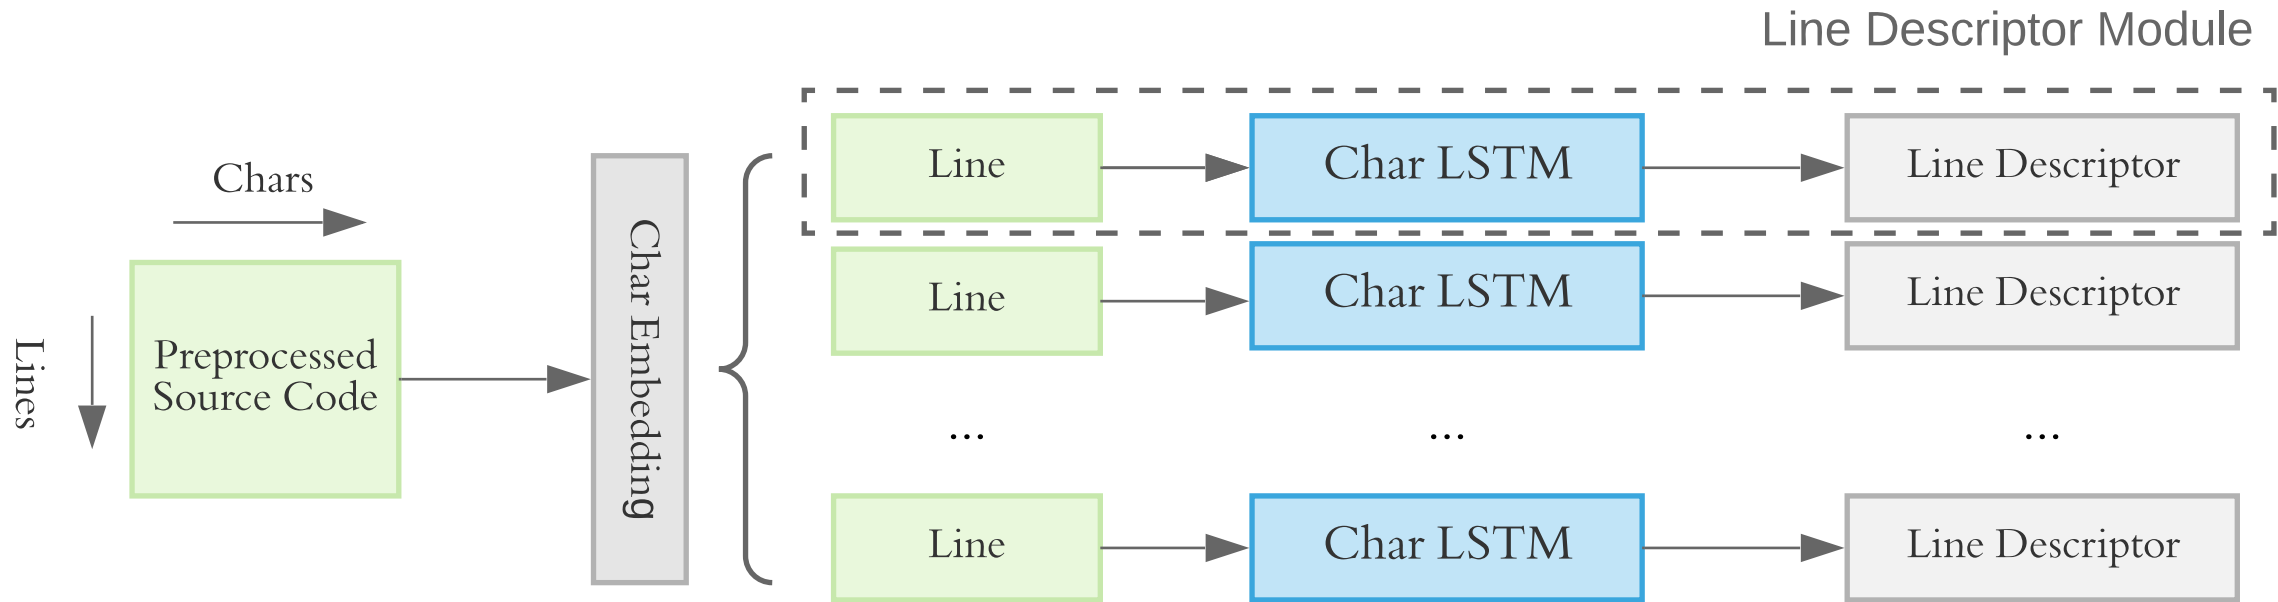 Line Descriptor Module
Chars
Lines
Preprocessed
Source Code
Char Embedding
Line
Char LSTM
Line Descriptor
Line
Char LSTM
Line Descriptor
...
...
...
Line
Char LSTM
Line Descriptor